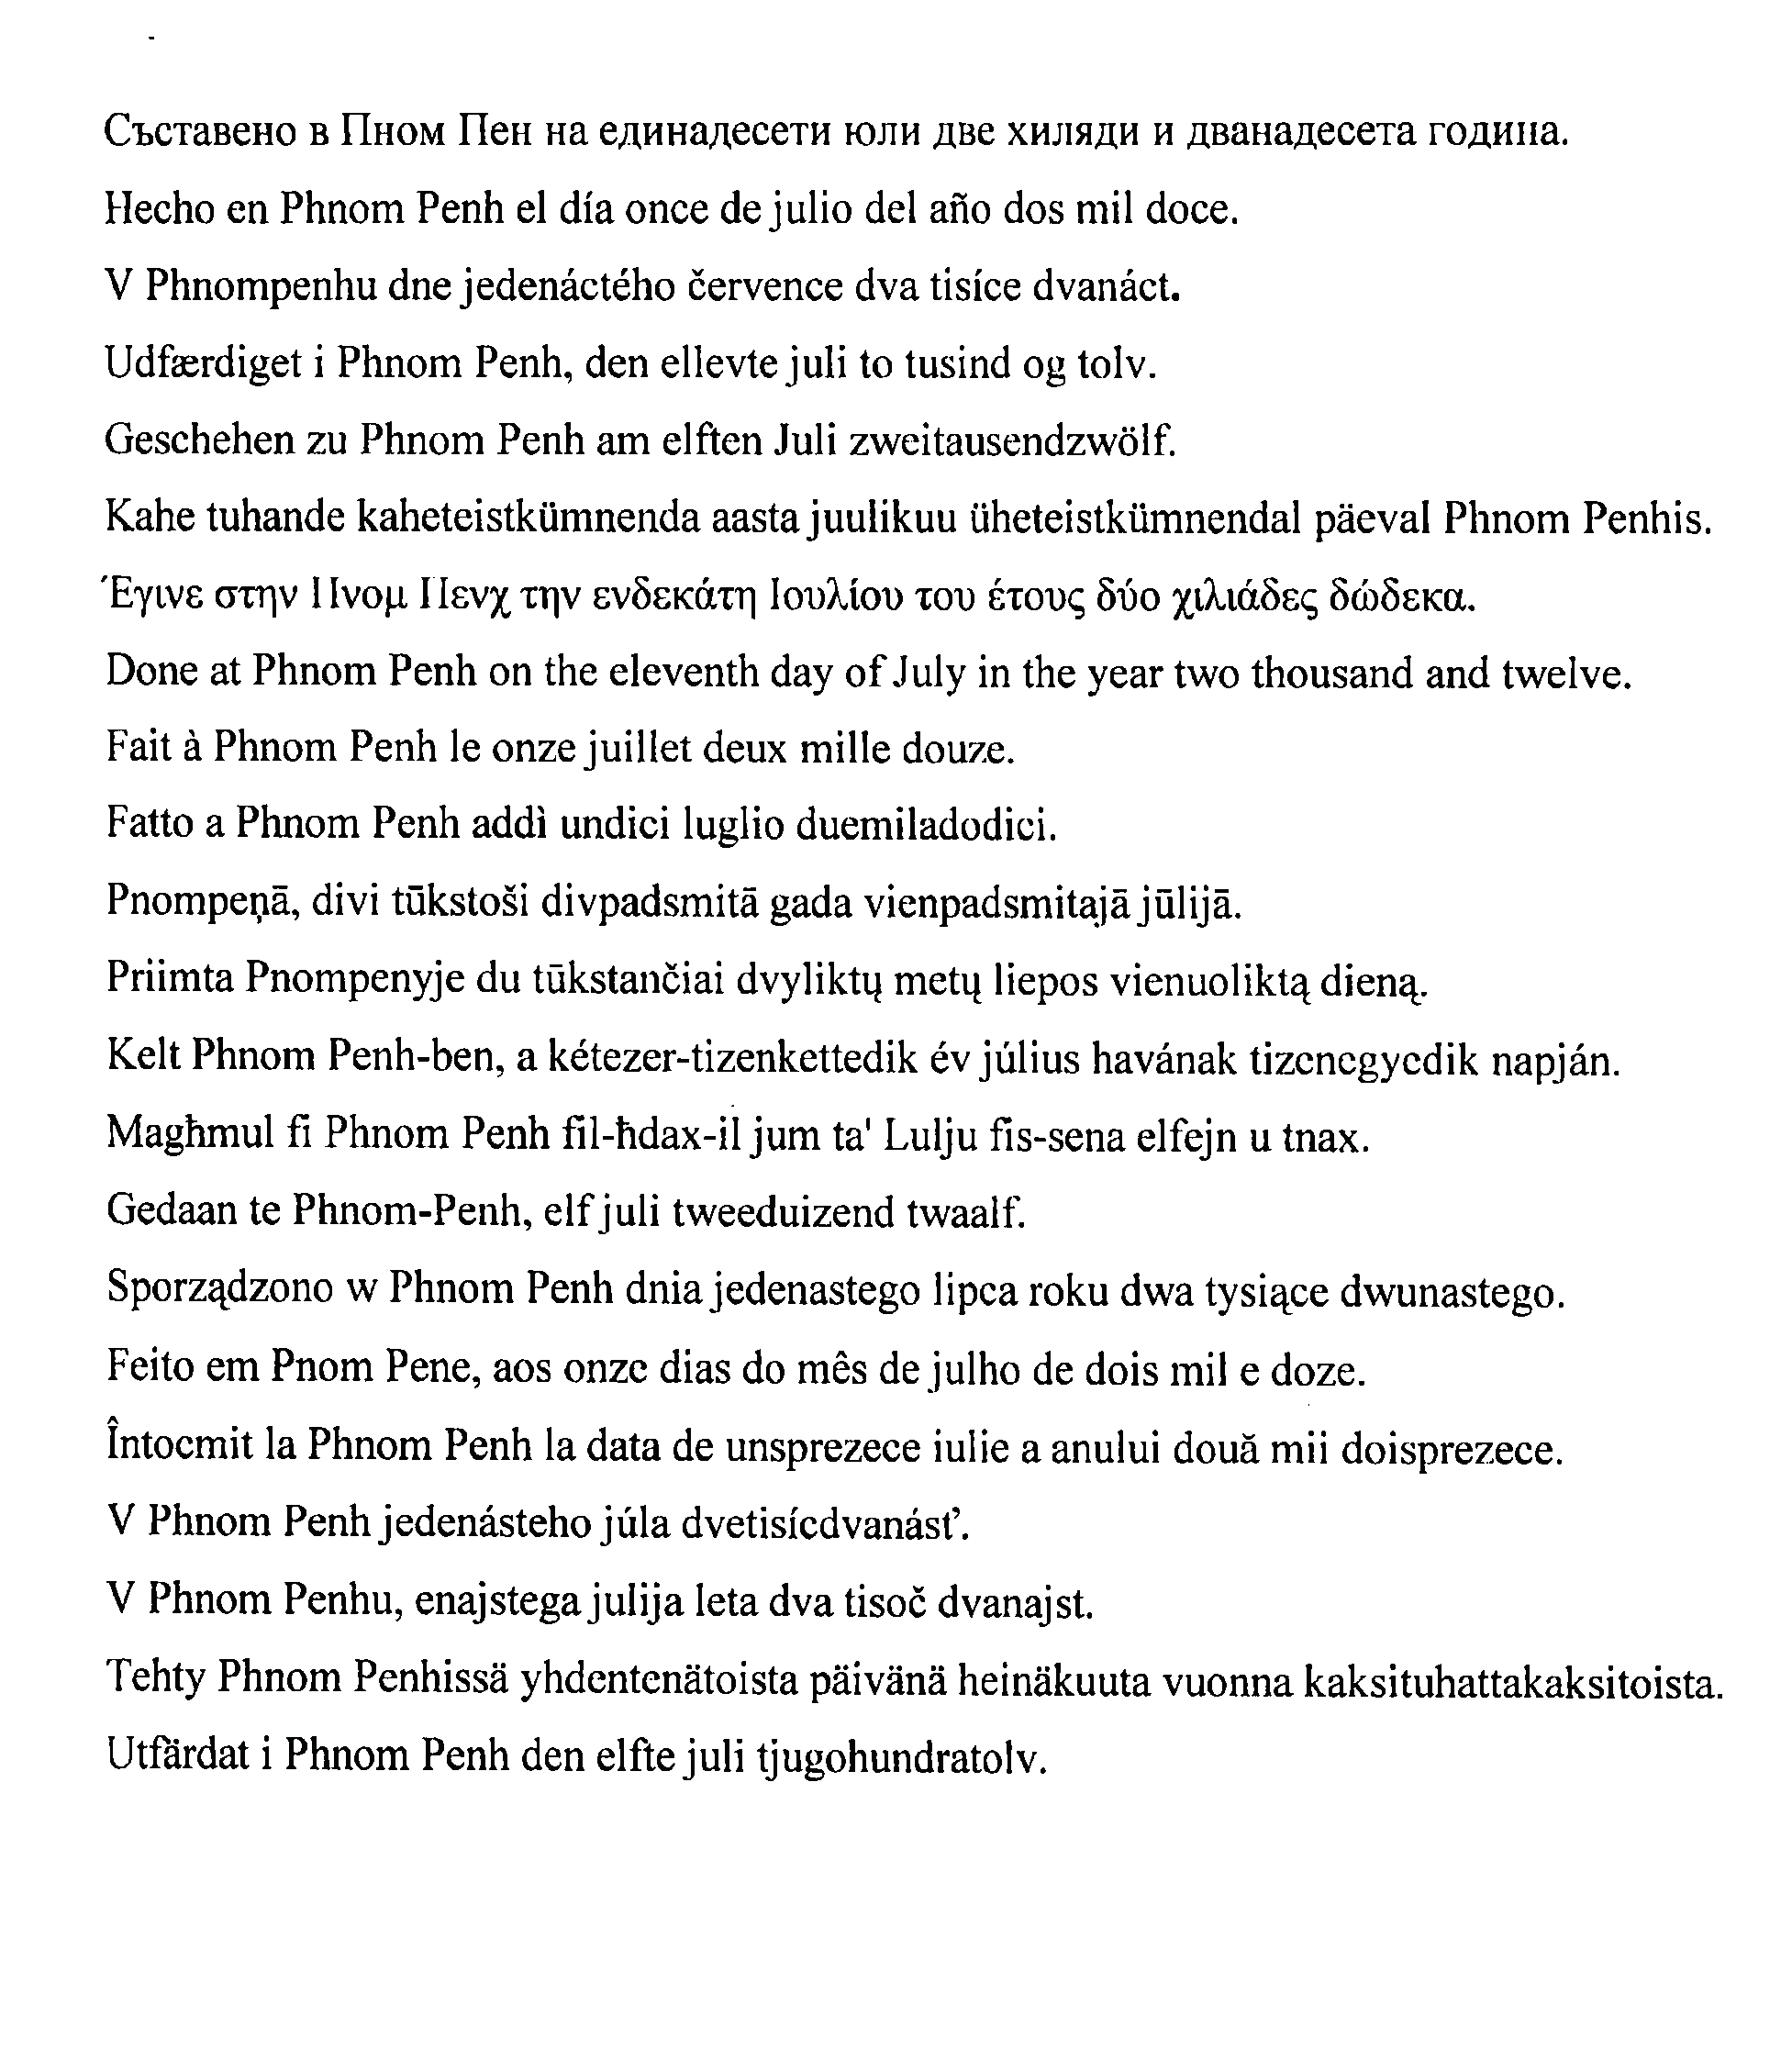 Съставено в Пном Пен на единадесети юли две хиляди и дванадесета година.
Hecho en Phnom Penh el día once de julio del año dos mil doce.
V Phnompenhu dne jedenáctého července dva tisíce dvanáct.
Udfærdiget i Phnom Penh, den ellevte juli to tusind og tolv.
Geschehen zu Phnom Penh am elften Juli zweitausendzwölf.
Kahe tuhande kaheteistkümnenda aasta juulikuu üheteistkümnendal päeval Phnom Penhis.
Έγινε στην Πνομ Πενχ την ενδεκάτη Ιουλίου του έτους δύο χιλιάδες δώδεκα.
Done at Phnom Penh on the eleventh day of July in the year two thousand and twelve.
Fait à Phnom Penh le onze juillet deux mille douze.
Fatto a Phnom Penh addì undici luglio duemiladodici.
Pnompeņā, divi tūkstoši divpadsmitā gada vienpadsmitajā jūlijā.
Priimta Pnompenyje du tūkstančiai dvyliktų metų liepos vienuoliktą dieną.
Kelt Phnom Penh-ben, a kétezer-tizenkettedik év július havának tizenegyedik napján.
Magħmul fi Phnom Penh fil-ħdax-il jum ta' Lulju fis-sena elfejn u tnax.
Gedaan te Phnom-Penh, elf juli tweeduizend twaalf.
Sporządzono w Phnom Penh dnia jedenastego lipca roku dwa tysiące dwunastego.
Feito em Pnom Pene, aos onze dias do mês de julho de dois mil e doze.
Întocmit la Phnom Penh la data de unsprezece iulie a anului două mii doisprezece.
V Phnom Penh jedenásteho júla dvetisícdvanásť.
V Phnom Penhu, enajstega julija leta dva tisoč dvanajst.
Tehty Phnom Penhissä yhdentenätoista päivänä heinäkuuta vuonna kaksituhattakaksitoista.
Utfärdat i Phnom Penh den elfte juli tjugohundratolv.